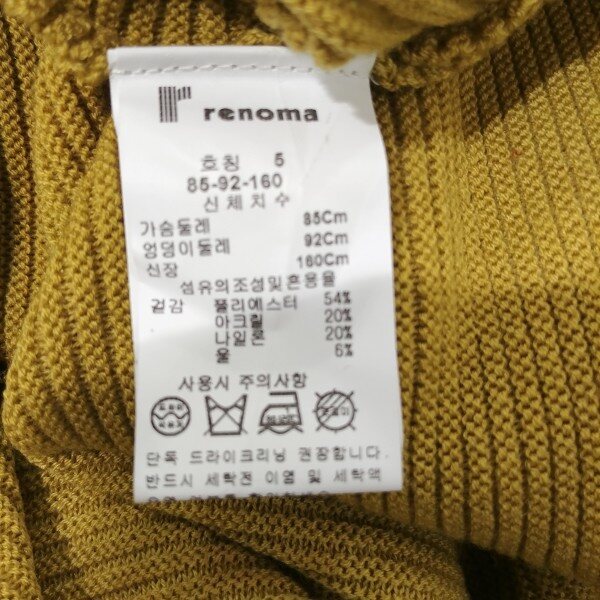 renoma
호칭 5
85-92-160
신체치수
가슴둘레 85Cm
엉덩이둘레 92Cm
신장 160Cm
섬유의조성및혼용율
겉감 폴리에스터 54%
아크릴 20%
나일론 20%
울 6%
사용시 주의사항
단독 드라이크리닝 권장합니다.
반드시 세탁전 이염 및 세탁액